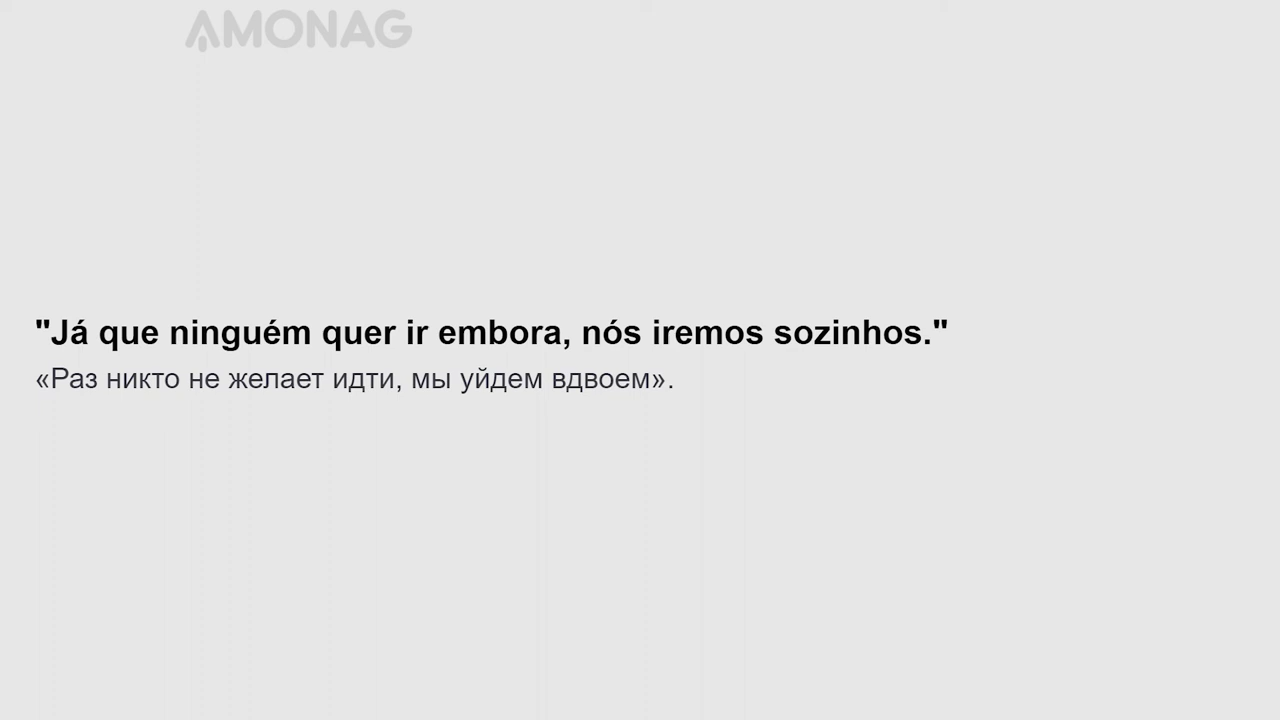 AMONAG
"Já que ninguém quer ir embora, nós iremos sozinhos."
«Раз никто не желает идти, мы уйдем вдвоем».